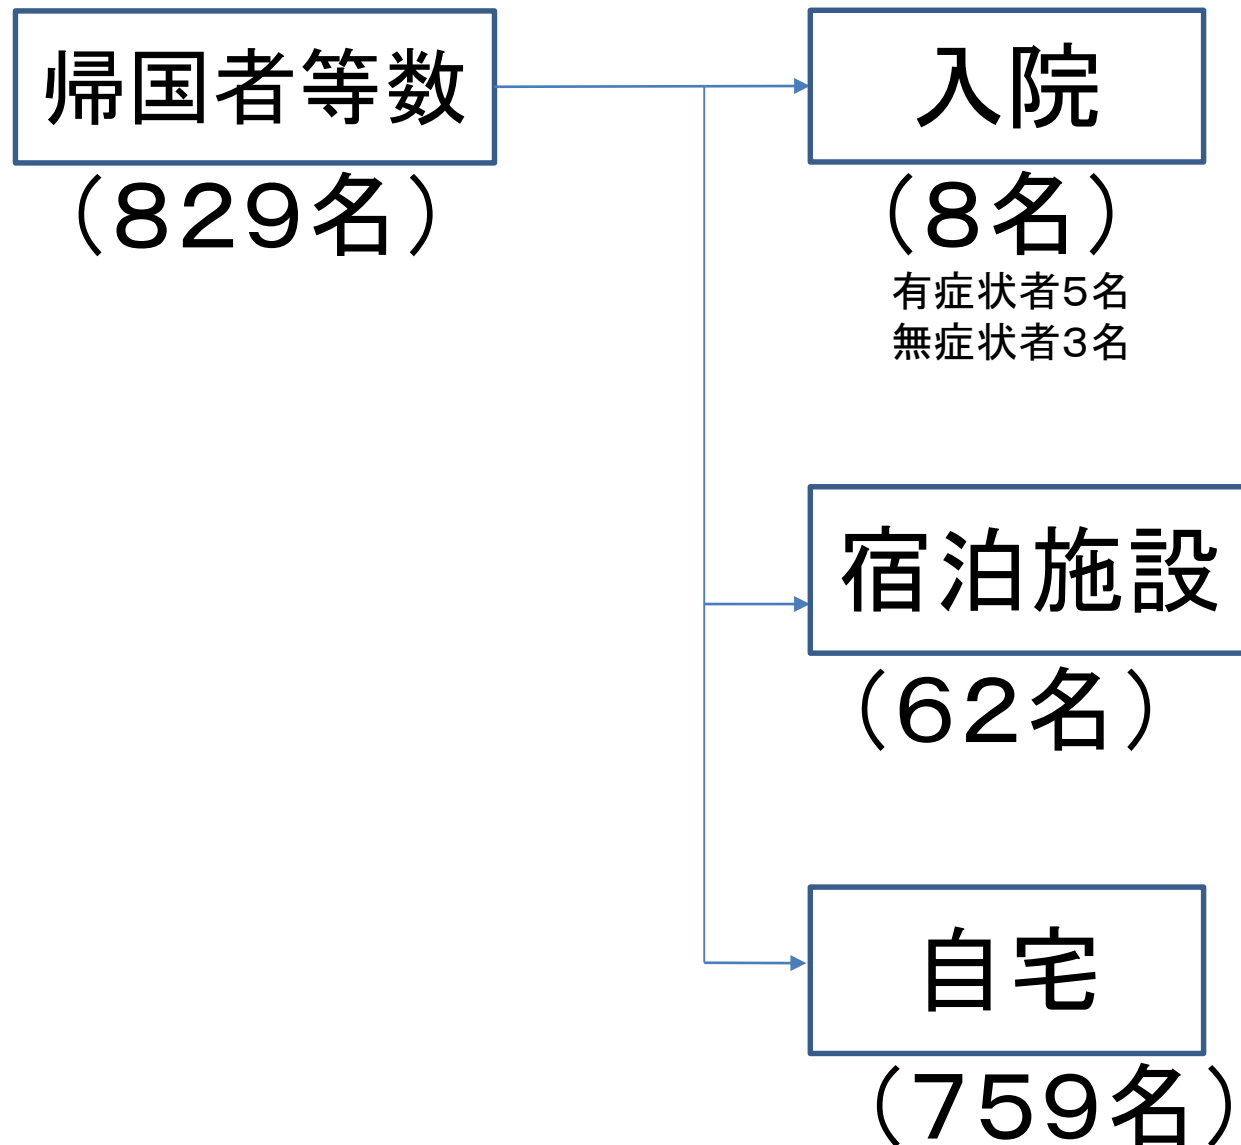 帰国者等数
（８２９名）
入院
（８名）
有症状者５名
無症状者３名
宿泊施設
（６２名）
自宅
（７５９名）